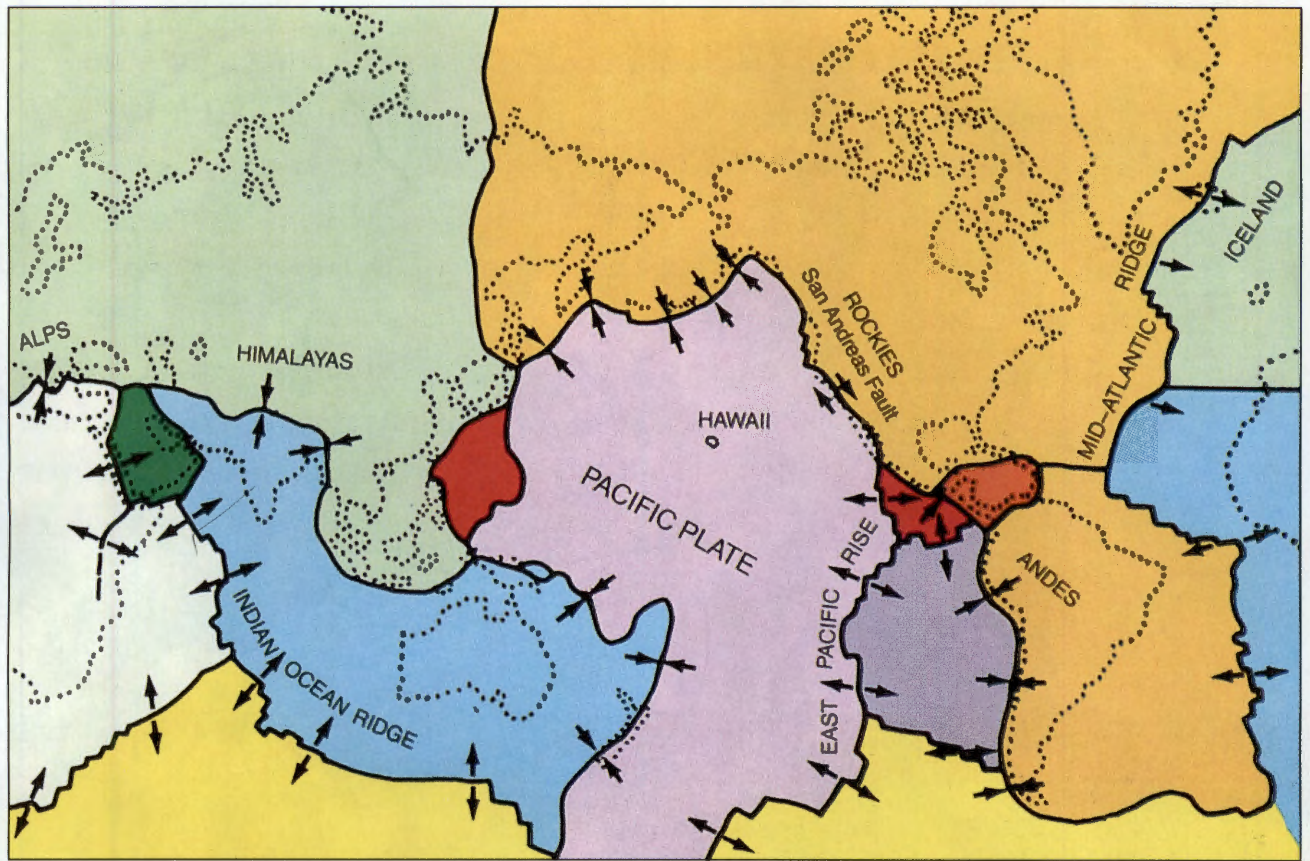 ALPS
HIMALAYAS
HAWAII
PACIFIC PLATE
INDIAN OCEAN RIDGE
EAST PACIFIC RISE
San Andreas Fault
ROCKIES
ANDES
MID-ATLANTIC RIDGE
ICELAND